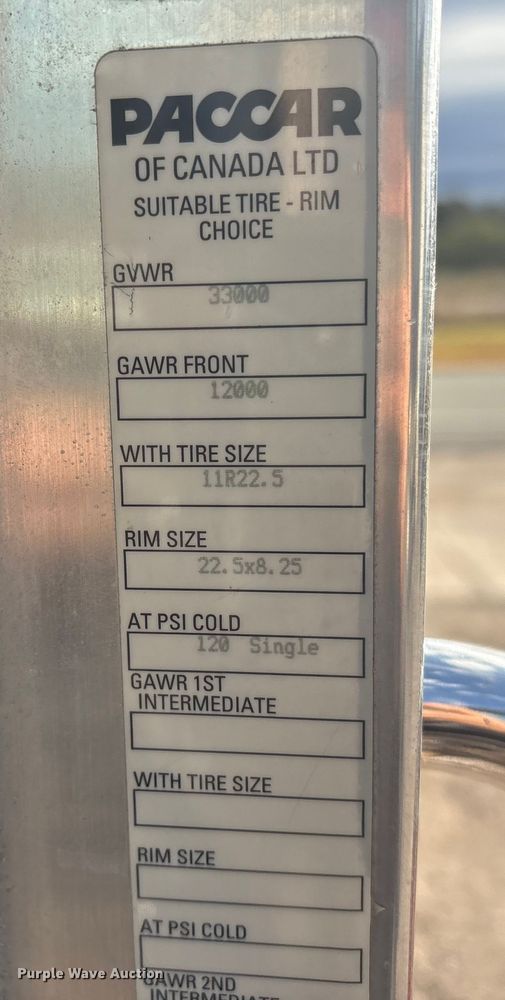 PACCAR
OF CANADA LTD
SUITABLE TIRE - RIM
CHOICE
GVWR
33000
GAWR FRONT
12000
WITH TIRE SIZE
11R22.5
RIM SIZE
22.5x8.25
AT PSI COLD
120 Single
GAWR 1ST
INTERMEDIATE
WITH TIRE SIZE
RIM SIZE
AT PSI COLD
GAWR 2ND
INTERMEDIATE
Purple Wave Auction